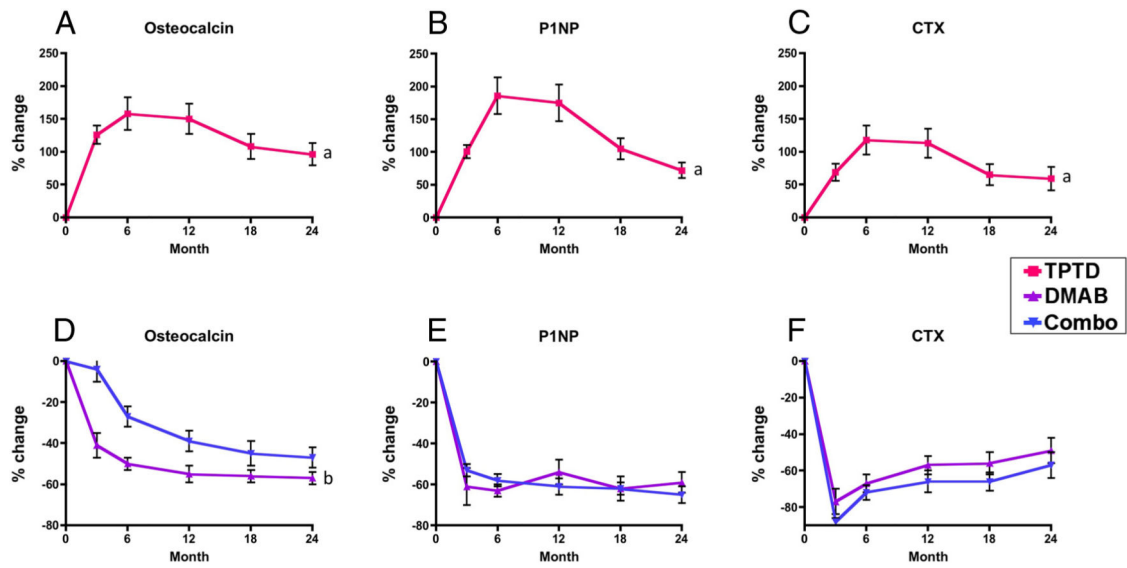 A
Osteocalcin
250
200
150
100
50
0
% change
0 6 12 18 24
Month
a
B
P1NP
250
200
150
100
50
0
% change
0 6 12 18 24
Month
a
C
CTX
250
200
150
100
50
0
% change
0 6 12 18 24
Month
a
TPTD
DMAB
Combo
D
Osteocalcin
0
-20
-40
-60
-80
% change
0 6 12 18 24
Month
b
E
P1NP
0
-20
-40
-60
-80
% change
0 6 12 18 24
Month
F
CTX
0
-20
-40
-60
-80
% change
0 6 12 18 24
Month